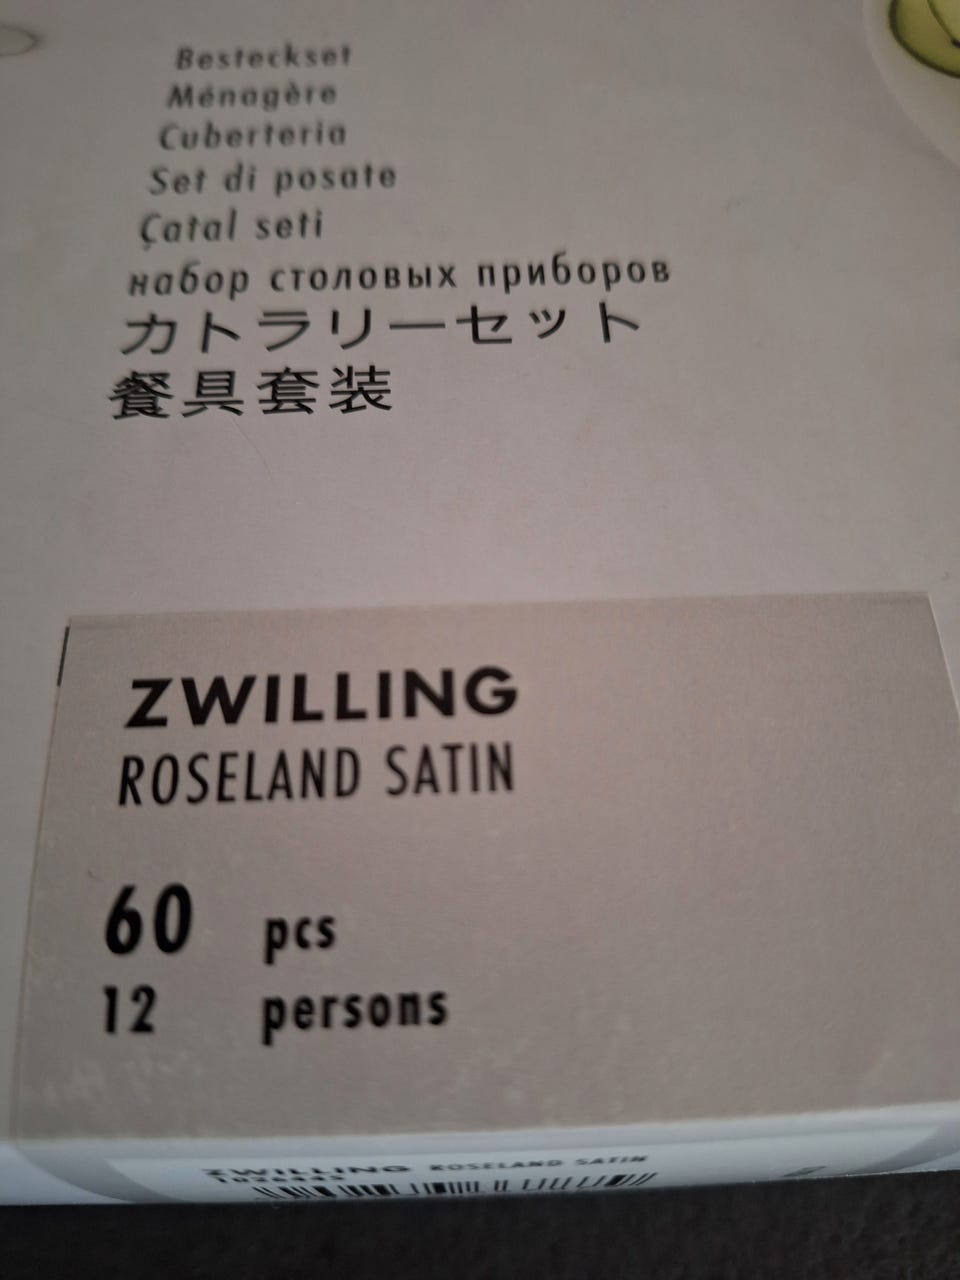 Besteckset
Ménagère
Cuberteria
Set di posate
Çatal seti
набор столовых приборов
カトラリーセット
餐具套装
ZWILLING
ROSELAND SATIN
60 pcs
12 persons
ZWILLING ROSELAND SATIN